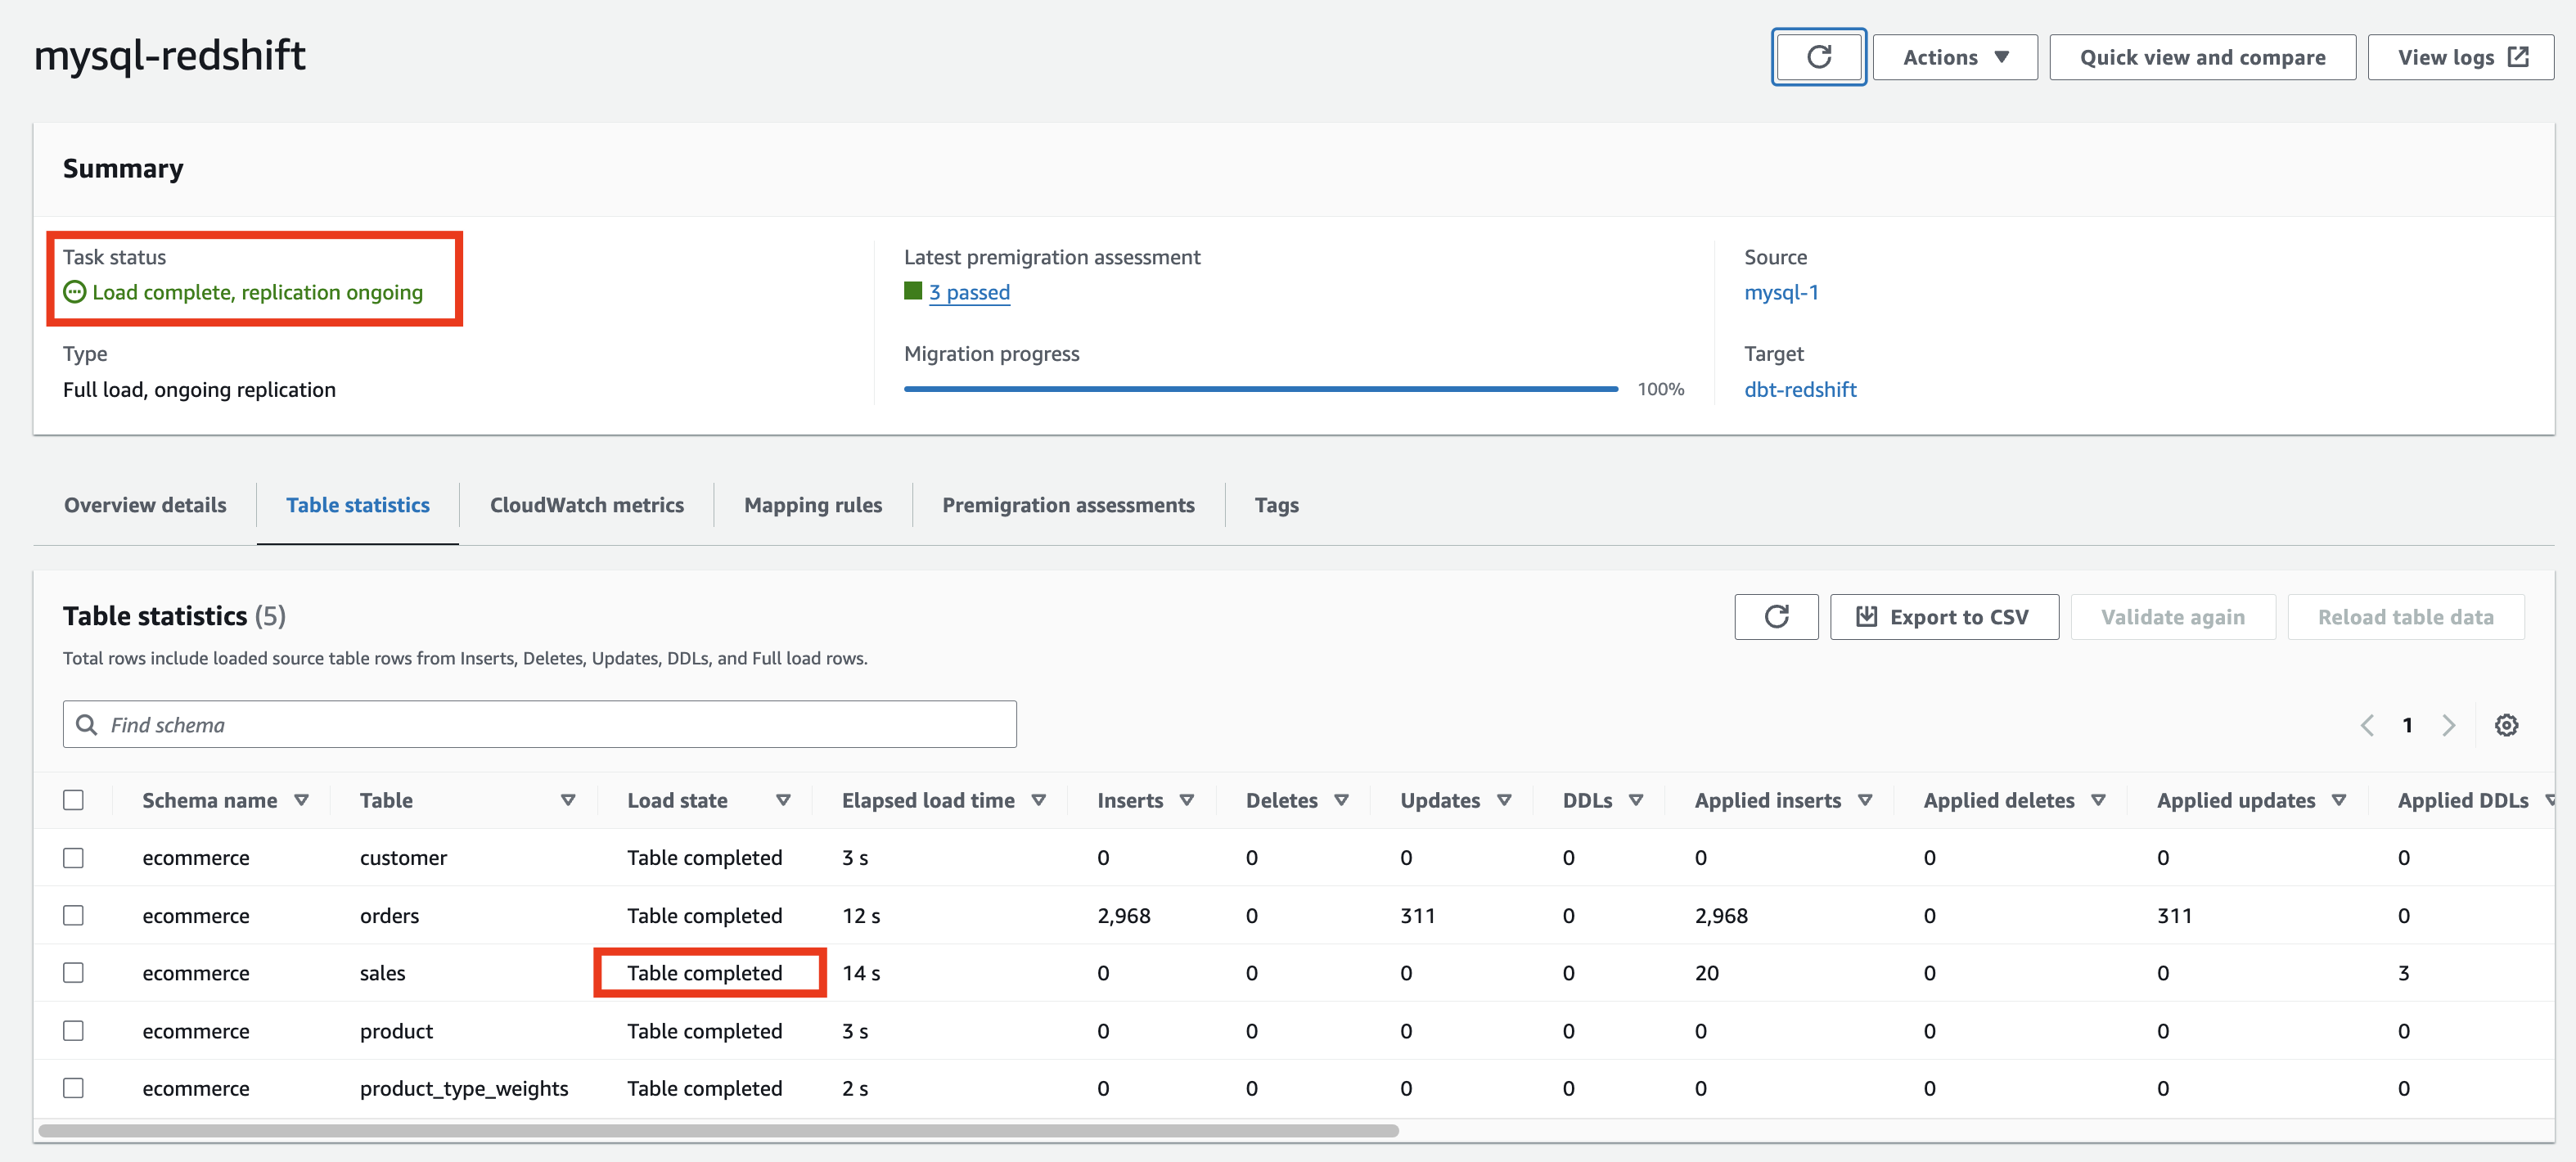 mysql-redshift
Actions
Quick view and compare
View logs
Summary
Task status
Load complete, replication ongoing
Latest premigration assessment
3 passed
Source
mysql-1
Type
Full load, ongoing replication
Migration progress
100%
Target
dbt-redshift
Overview details
Table statistics
CloudWatch metrics
Mapping rules
Premigration assessments
Tags
Table statistics (5)
Export to CSV
Validate again
Reload table data
Total rows include loaded source table rows from Inserts, Deletes, Updates, DDLs, and Full load rows.
Find schema
1
Schema name Table Load state Elapsed load time Inserts Deletes Updates DDLs Applied inserts Applied deletes Applied updates Applied DDLs
ecommerce customer Table completed 3 s 0 0 0 0 0 0 0 0
ecommerce orders Table completed 12 s 2,968 0 311 0 2,968 0 311 0
ecommerce sales Table completed 14 s 0 0 0 0 20 0 0 3
ecommerce product Table completed 3 s 0 0 0 0 0 0 0 0
ecommerce product_type_weights Table completed 2 s 0 0 0 0 0 0 0 0